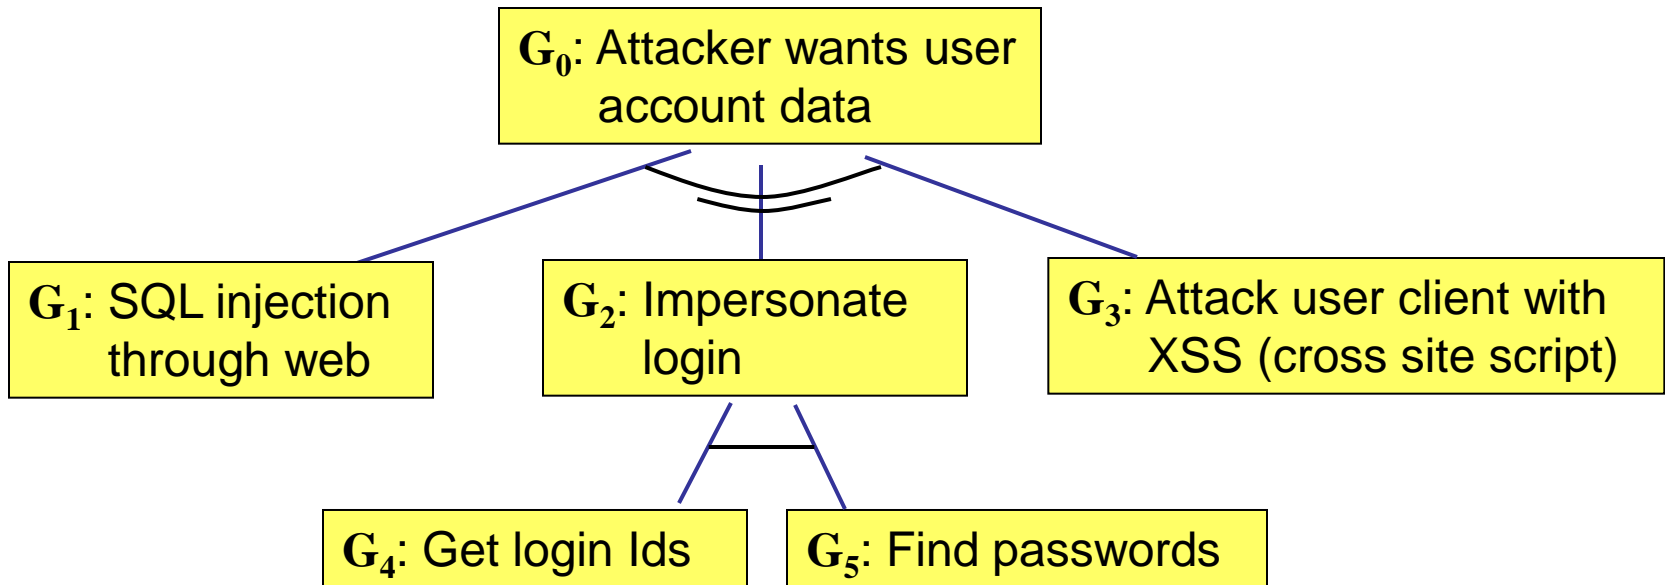 G₀: Attacker wants user
account data
G₁: SQL injection
through web
G₂: Impersonate
login
G₃: Attack user client with
XSS (cross site script)
G₄: Get login Ids
G₅: Find passwords